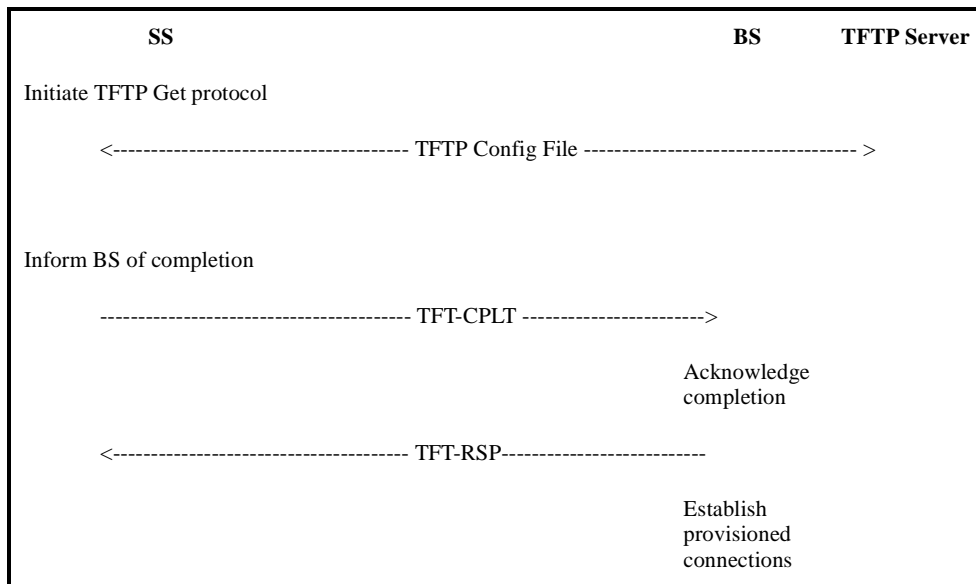 SS BS TFTP Server
Initiate TFTP Get protocol
<--------------------------------------- TFTP Config File ------------------------------------ >
Inform BS of completion
----------------------------------------- TFT-CPLT ------------------------>
Acknowledge
completion
<--------------------------------------- TFT-RSP---------------------------
Establish
provisioned
connections